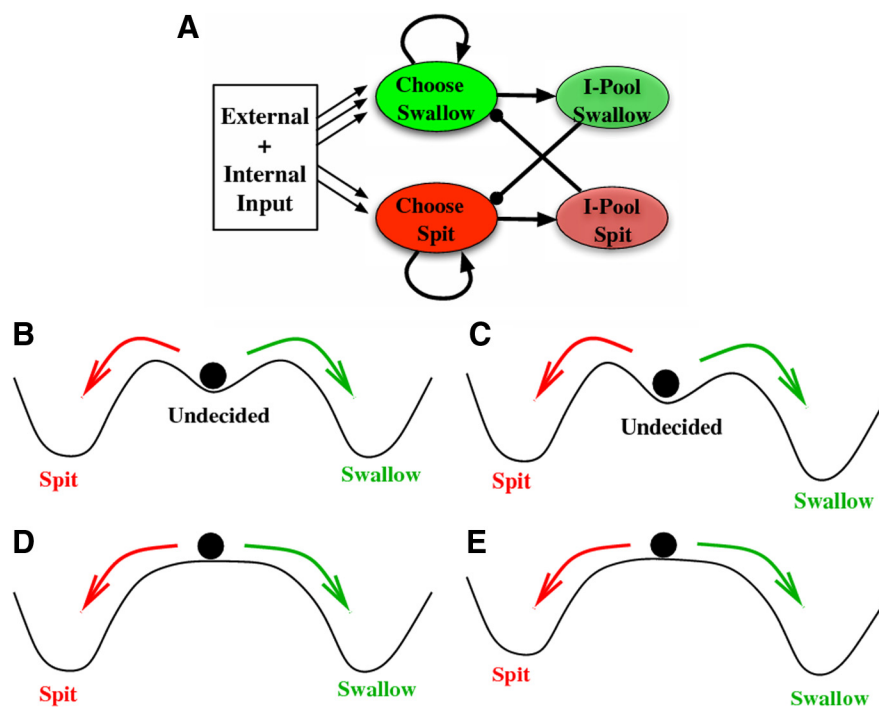 A
External
+
Internal
Input
Choose
Swallow
I-Pool
Swallow
Choose
Spit
I-Pool
Spit
B
Undecided
Spit
Swallow
C
Undecided
Spit
Swallow
D
Spit
Swallow
E
Spit
Swallow